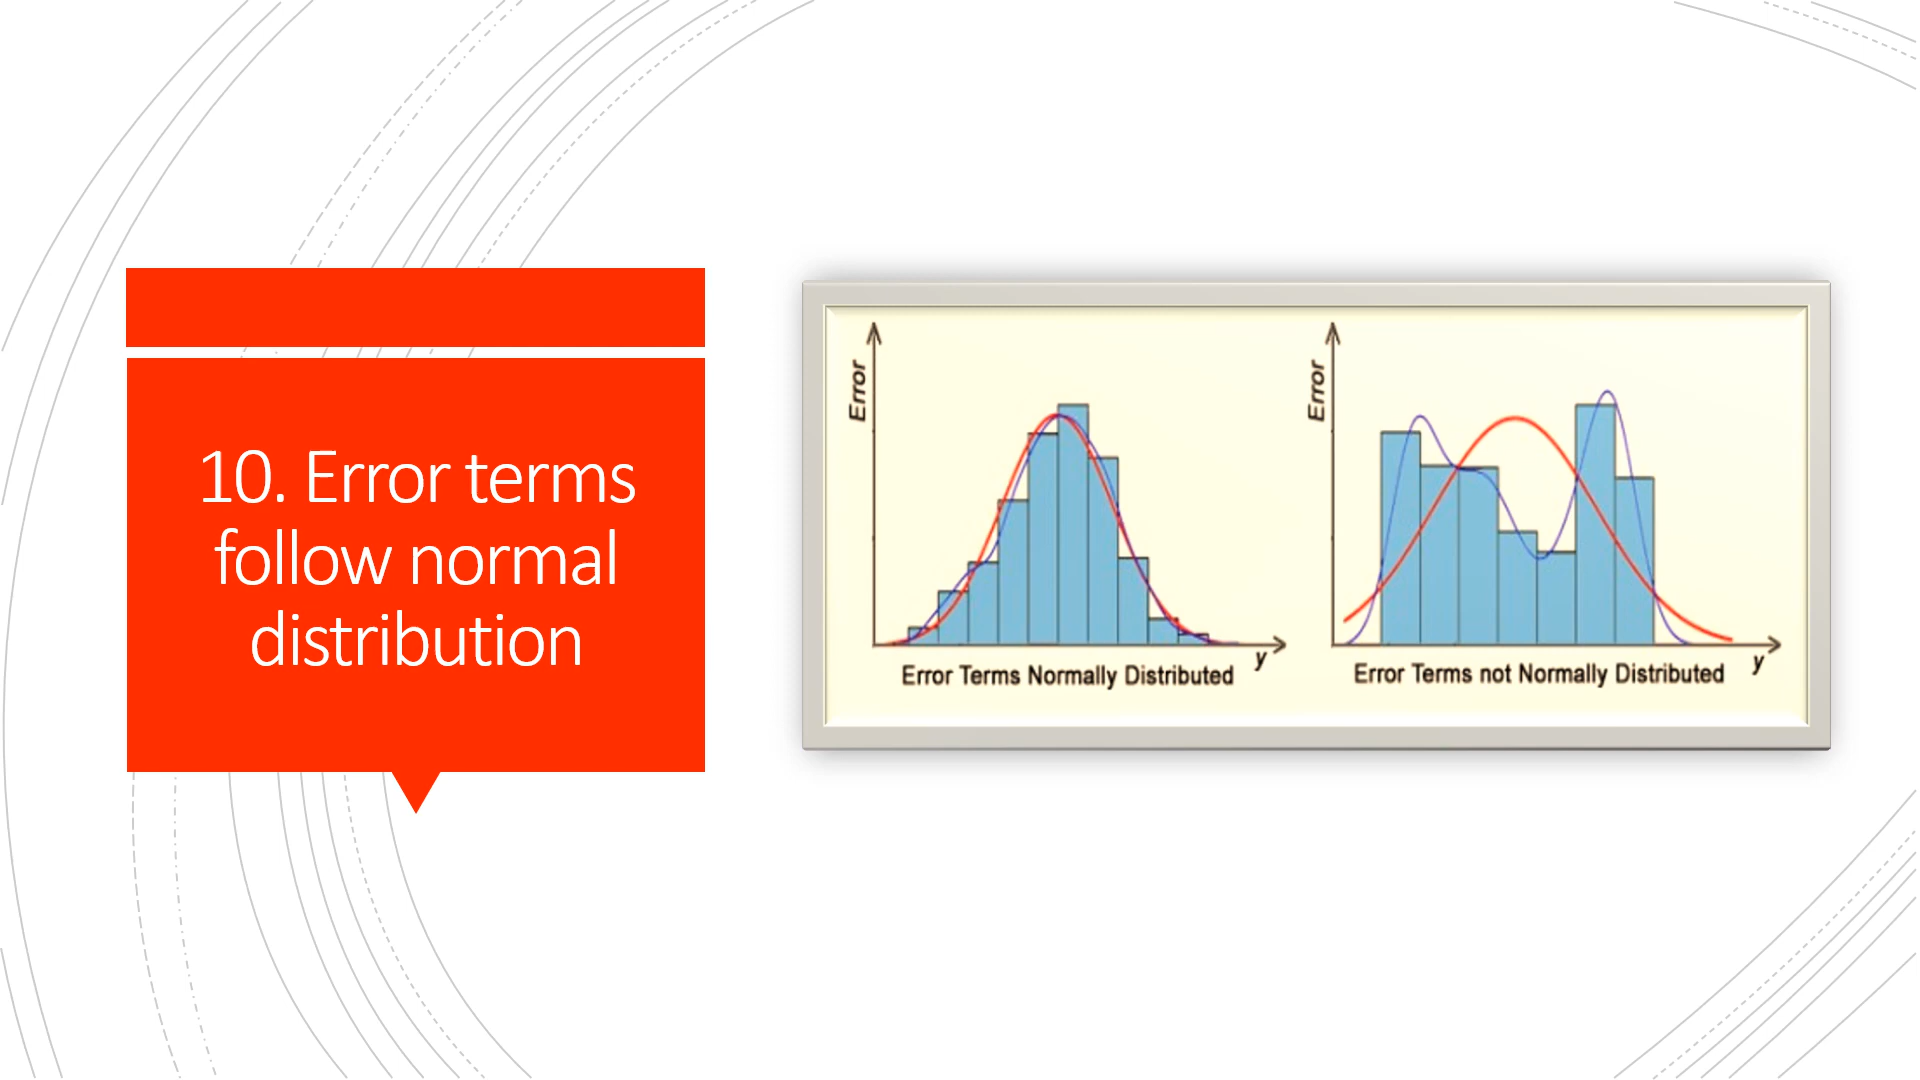 10. Error terms
follow normal
distribution
Error
y
Error Terms Normally Distributed
Error
y
Error Terms not Normally Distributed